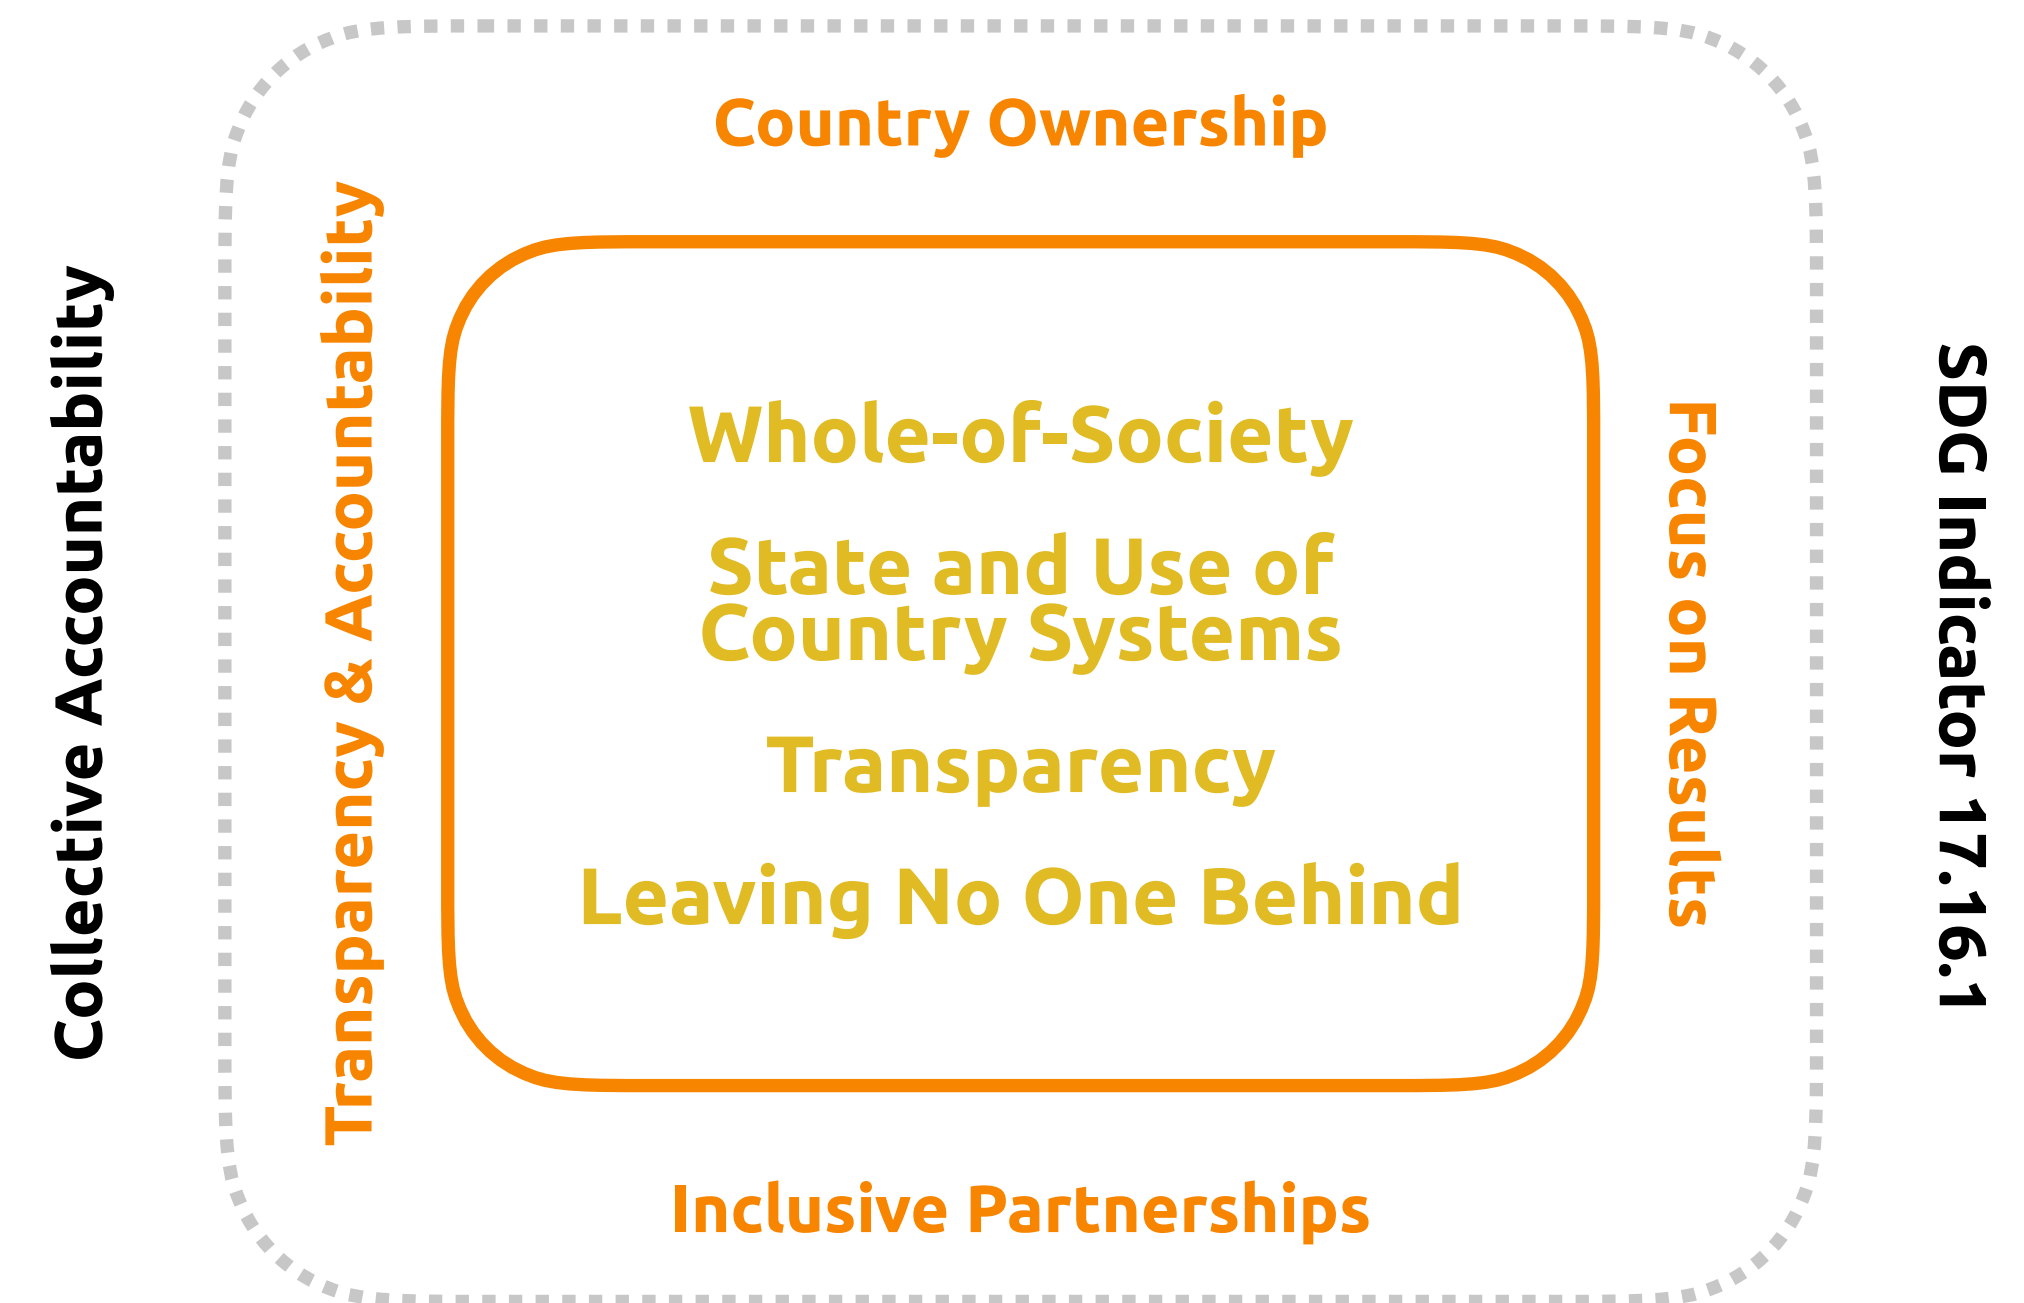 Country Ownership
Collective Accountability
Transparency & Accountability
Whole-of-Society
State and Use of
Country Systems
Transparency
Leaving No One Behind
Focus on Results
SDG Indicator 17.16.1
Inclusive Partnerships